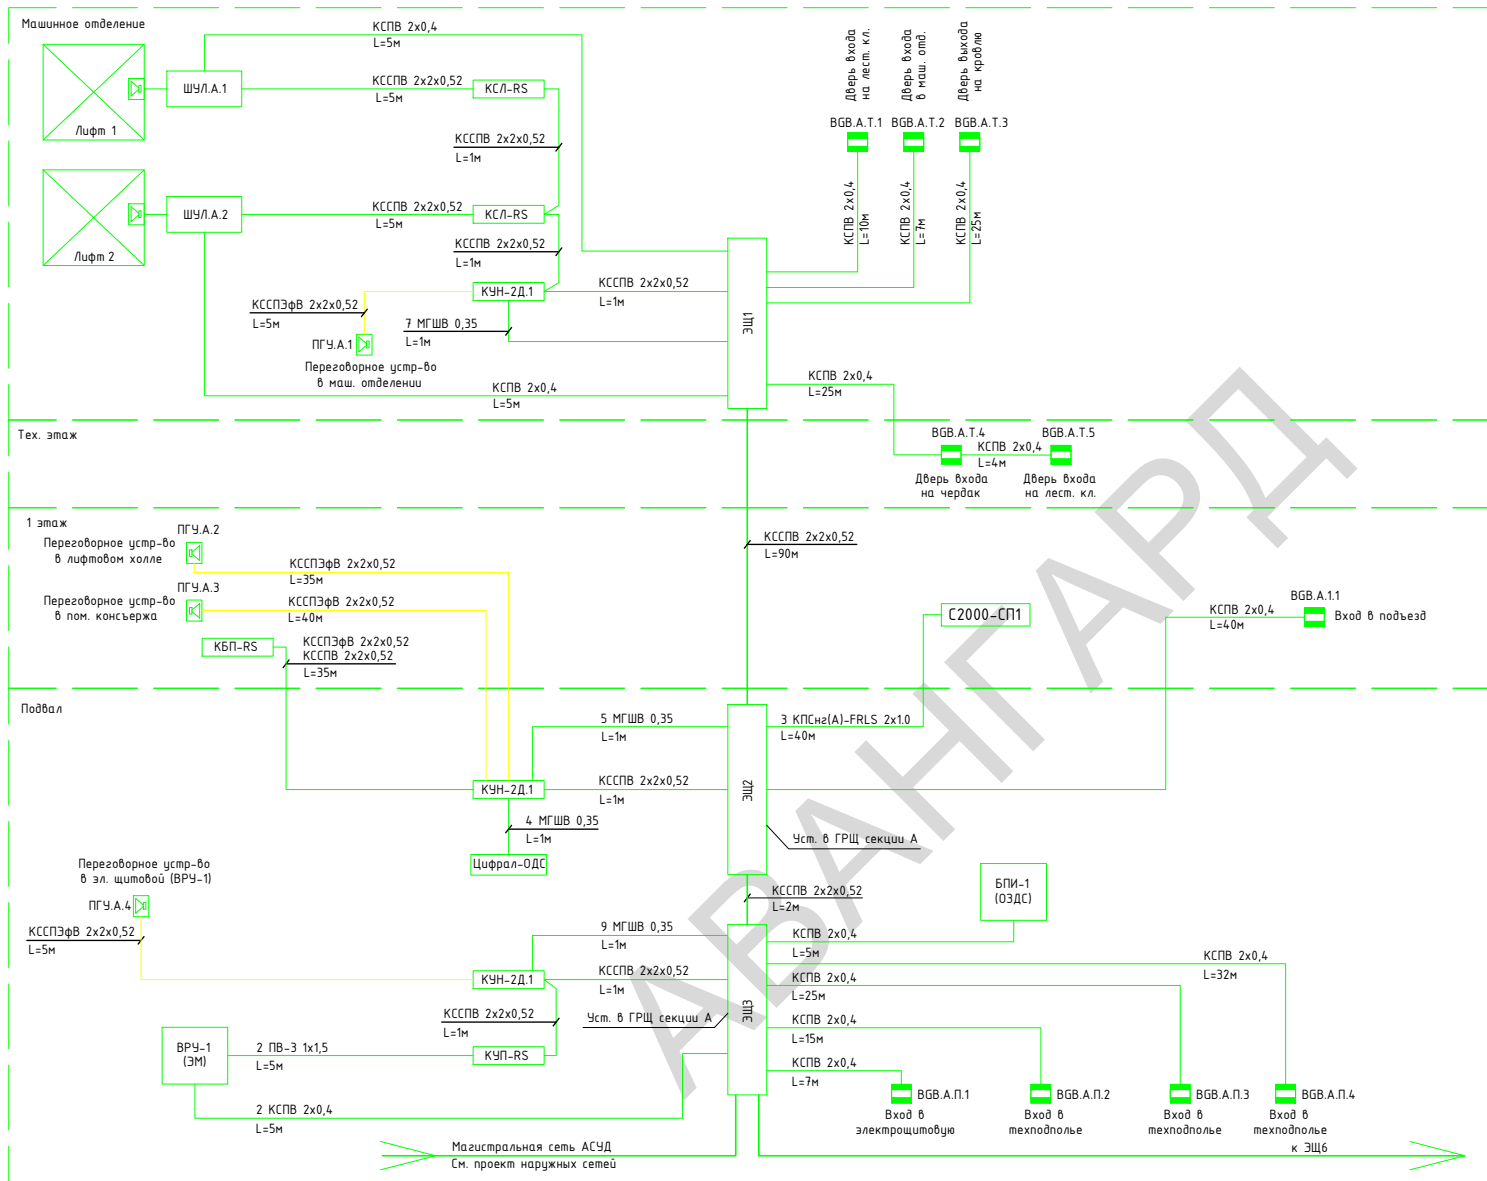 Машинное отделение
КСПВ 2х0,4
L=5м
ШУЛ.А.1
КССПВ 2х2х0,52
L=5м
КСЛ-RS
Лифт 1
КССПВ 2х2х0,52
L=1м
ШУЛ.А.2
КССПВ 2х2х0,52
L=5м
КСЛ-RS
Лифт 2
КССПВ 2х2х0,52
L=1м
КУН-2Д.1
КССПВ 2х2х0,52
L=1м
КССПЭфВ 2х2х0,52
L=5м
7 МГШВ 0,35
L=1м
ПГУ.А.1
Переговорное устр-во
в маш. отделении
КСПВ 2х0,4
L=5м
ЭЩ1
Дверь входа
на лест. кл.
Дверь входа
в маш. отд.
Дверь выхода
на кровлю
BGB.А.Т.1
BGB.А.Т.2
BGB.А.Т.3
КСПВ 2х0,4
L=10м
КСПВ 2х0,4
L=7м
КСПВ 2х0,4
L=25м
КСПВ 2х0,4
L=25м
Тех. этаж
BGB.А.Т.4
BGB.А.Т.5
КСПВ 2х0,4
L=4м
Дверь входа
на чердак
Дверь входа
на лест. кл.
1 этаж
ПГУ.А.2
Переговорное устр-во
в лифтовом холле
КССПЭфВ 2х2х0,52
L=35м
ПГУ.А.3
Переговорное устр-во
в пом. консьержа
КССПЭфВ 2х2х0,52
L=40м
КБП-RS
КССПЭфВ 2х2х0,52
КССПВ 2х2х0,52
L=35м
КССПВ 2х2х0,52
L=90м
С2000-СП1
BGB.А.1.1
КСПВ 2х0,4
L=40м
Вход в подъезд
Подвал
5 МГШВ 0,35
L=1м
3 КПСнг(А)-FRLS 2х1.0
L=40м
КУН-2Д.1
КССПВ 2х2х0,52
L=1м
ЭЩ2
4 МГШВ 0,35
L=1м
Уст. в ГРЩ секции А
Цифрал-ОДС
Переговорное устр-во
в эл. щитовой (ВРУ-1)
ПГУ.А.4
КССПЭфВ 2х2х0,52
L=5м
КССПВ 2х2х0,52
L=2м
БПИ-1
(ОЗДС)
9 МГШВ 0,35
L=1м
КУН-2Д.1
КССПВ 2х2х0,52
L=1м
КССПВ 2х2х0,52
L=1м
Уст. в ГРЩ секции А
ЭЩ3
КСПВ 2х0,4
L=5м
КСПВ 2х0,4
L=32м
КСПВ 2х0,4
L=25м
КСПВ 2х0,4
L=15м
КСПВ 2х0,4
L=7м
ВРУ-1
(ЭМ)
2 ПВ-3 1х1,5
L=5м
КУП-RS
2 КСПВ 2х0,4
L=5м
BGB.А.П.1
Вход в
электрощитовую
BGB.А.П.2
Вход в
техподполье
BGB.А.П.3
Вход в
техподполье
BGB.А.П.4
Вход в
техподполье
Магистральная сеть АСУД
См. проект наружных сетей
к ЭЩ6
АВАНГАРД